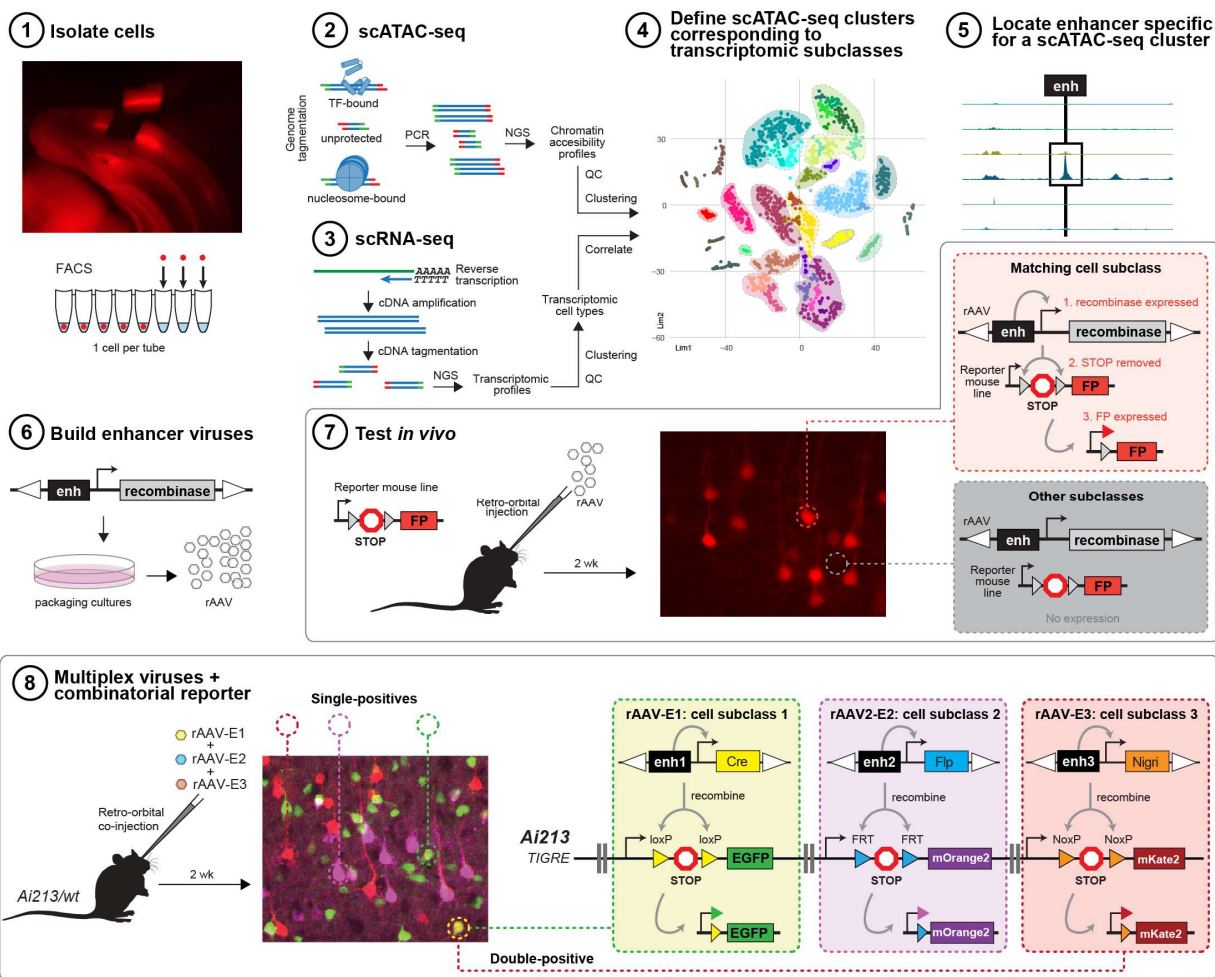 1 Isolate cells
FACS
1 cell per tube
2 scATAC-seq
Genome
tagmentation
TF-bound
unprotected
nucleosome-bound
PCR
NGS
Chromatin
accesibility
profiles
QC
Clustering
3 scRNA-seq
AAAAA
TTTTT
Reverse
transcription
cDNA amplification
cDNA tagmentation
NGS
Transcriptomic
profiles
QC
Clustering
Transcriptomic
cell types
Correlate
4 Define scATAC-seq clusters
corresponding to
transcriptomic subclasses
30
0
−30
−60
Lim2
Lim1
−40
0
40
5 Locate enhancer specific
for a scATAC-seq cluster
enh
Matching cell subclass
rAAV
1. recombinase expressed
enh
recombinase
Reporter
mouse
line
2. STOP removed
STOP
FP
3. FP expressed
FP
Other subclasses
rAAV
enh
recombinase
Reporter
mouse
line
FP
No expression
6 Build enhancer viruses
enh
recombinase
packaging cultures
rAAV
7 Test in vivo
Reporter mouse line
STOP
FP
Retro-orbital
injection
rAAV
2 wk
8 Multiplex viruses +
combinatorial reporter
rAAV-E1
+
rAAV-E2
+
rAAV-E3
Retro-orbital
co-injection
Ai213/wt
2 wk
Single-positives
Double-positive
Ai213
TIGRE
rAAV-E1: cell subclass 1
enh1
Cre
recombine
loxP
loxP
STOP
EGFP
EGFP
rAAV2-E2: cell subclass 2
enh2
Flp
recombine
FRT
FRT
STOP
mOrange2
mOrange2
rAAV-E3: cell subclass 3
enh3
Nigri
recombine
NoxP
NoxP
STOP
mKate2
mKate2